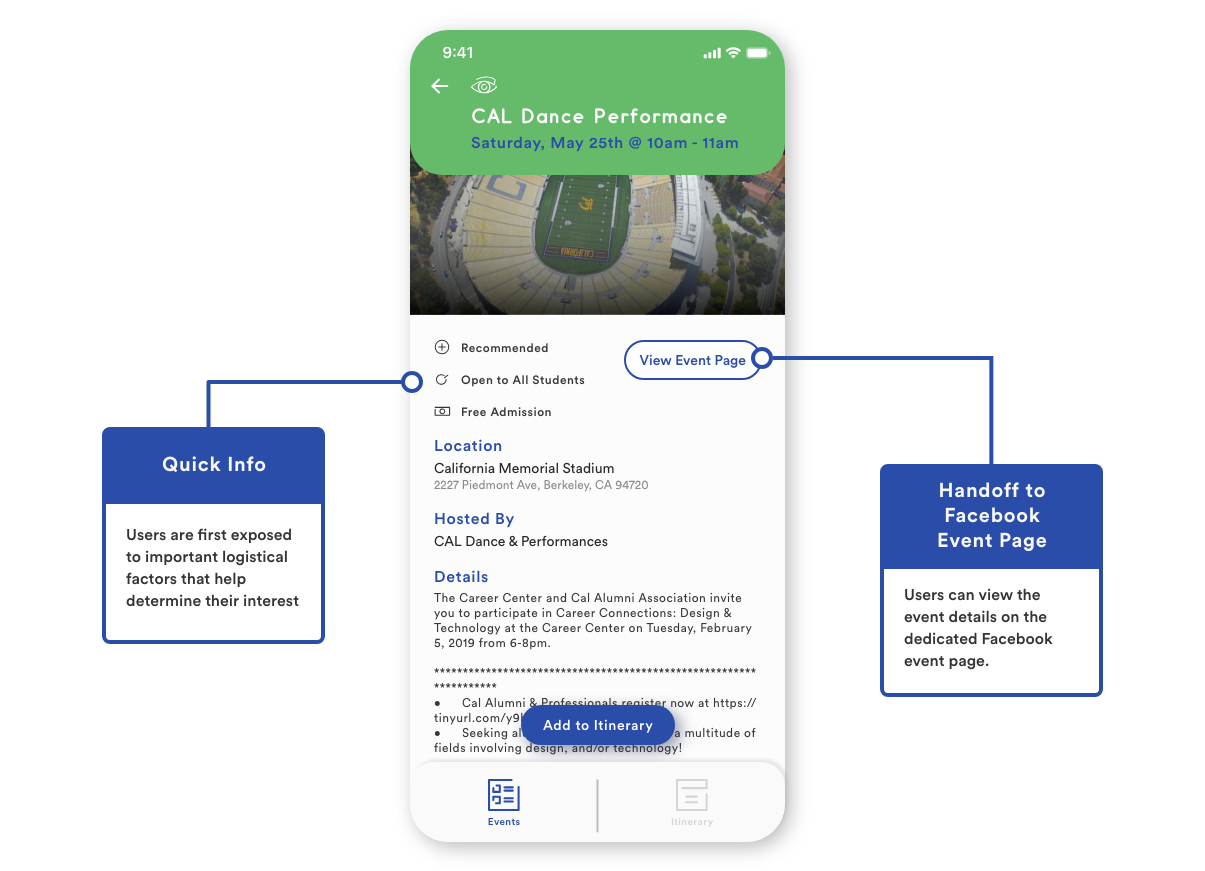 9:41
CAL Dance Performance
Saturday, May 25th @ 10am - 11am
C
CALIFORNIA
Recommended
View Event Page
Open to All Students
Free Admission
Location
California Memorial Stadium
2227 Piedmont Ave, Berkeley, CA 94720
Hosted By
CAL Dance & Performances
Details
The Career Center and Cal Alumni Association invite
you to participate in Career Connections: Design &
Technology at the Career Center on Tuesday, February
5, 2019 from 6-8pm.
********************************************************
***********
● Cal Alumni & Professionals register now at https://
tinyurl.com/y9
● Seeking al a multitude of
fields involving design, and/or technology!
Add to Itinerary
Events
Itinerary
Quick Info
Users are first exposed
to important logistical
factors that help
determine their interest
Handoff to
Facebook
Event Page
Users can view the
event details on the
dedicated Facebook
event page.